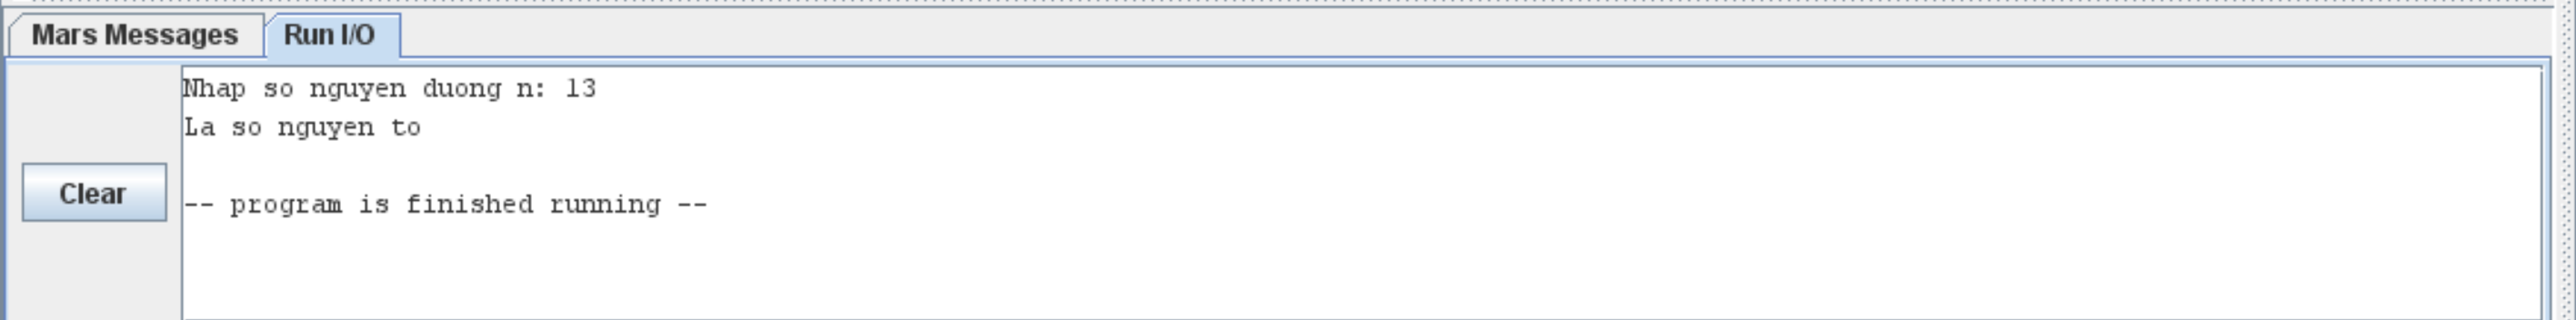 Mars Messages Run I/O
Nhap so nguyen duong n: 13
La so nguyen to
Clear
-- program is finished running --